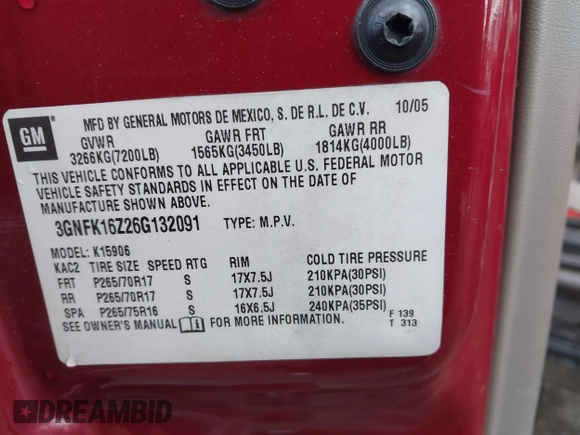 GM
MFD BY GENERAL MOTORS DE MEXICO, S. DE R.L. DE C.V. 10/05
GVWR GAWR FRT GAWR RR
3266KG(7200LB) 1565KG(3450LB) 1814KG(4000LB)
THIS VEHICLE CONFORMS TO ALL APPLICABLE U.S. FEDERAL MOTOR
VEHICLE SAFETY STANDARDS IN EFFECT ON THE DATE OF
MANUFACTURE SHOWN ABOVE.
3GNFK16Z26G132091 TYPE: M.P.V.
MODEL: K15906
KAC2 TIRE SIZE SPEED RTG RIM COLD TIRE PRESSURE
FRT P265/70R17 S 17X7.5J 210KPA(30PSI)
RR P265/70R17 S 17X7.5J 210KPA(30PSI)
SPA P265/75R16 S 16X6.5J 240KPA(35PSI)
SEE OWNER'S MANUAL FOR MORE INFORMATION.
F 139
T 313
DREAMBID